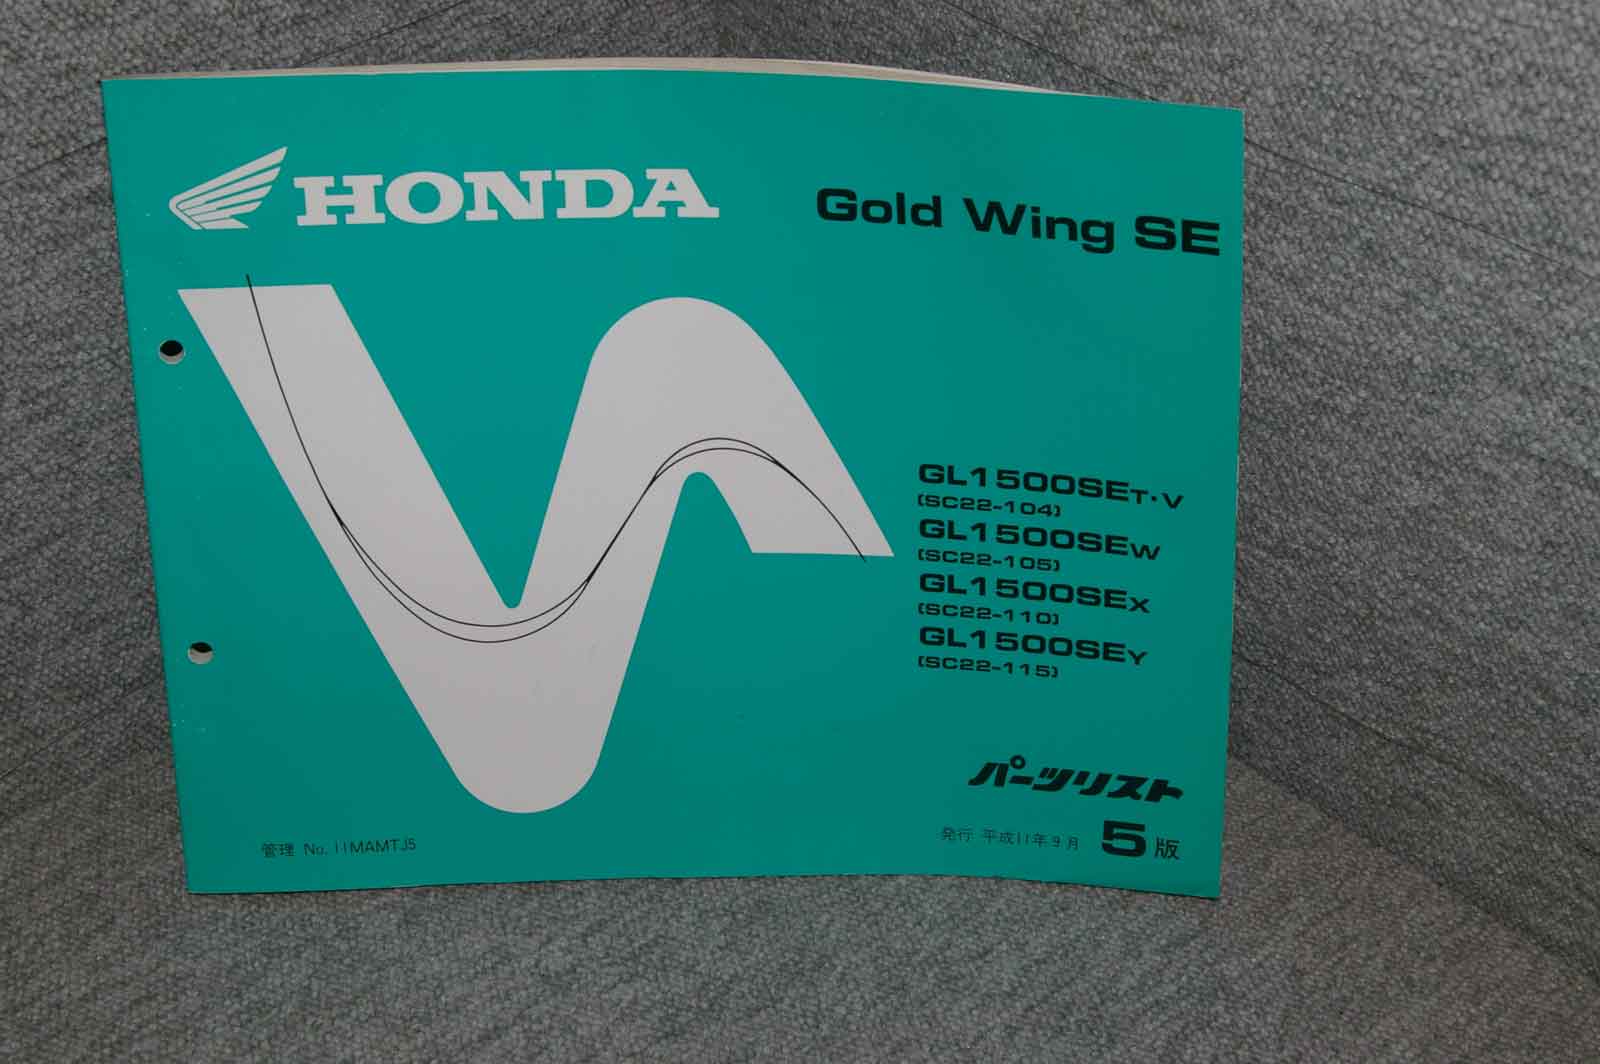 HONDA
Gold Wing SE
GL1500SET·V
(SC22-104)
GL1500SEW
(SC22-105)
GL1500SEX
(SC22-110)
GL1500SEY
(SC22-115)
パーツリスト
管理 No. 11MAMTJ5
発行 平成11年9月 5版